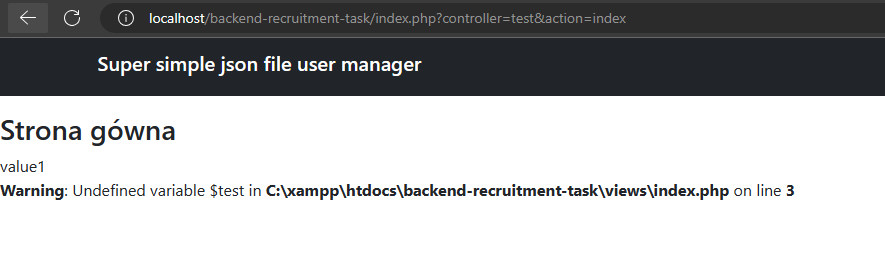 localhost/backend-recruitment-task/index.php?controller=test&action=index
Super simple json file user manager
Strona gówna
value1
Warning: Undefined variable $test in C:\xampp\htdocs\backend-recruitment-task\views\index.php on line 3